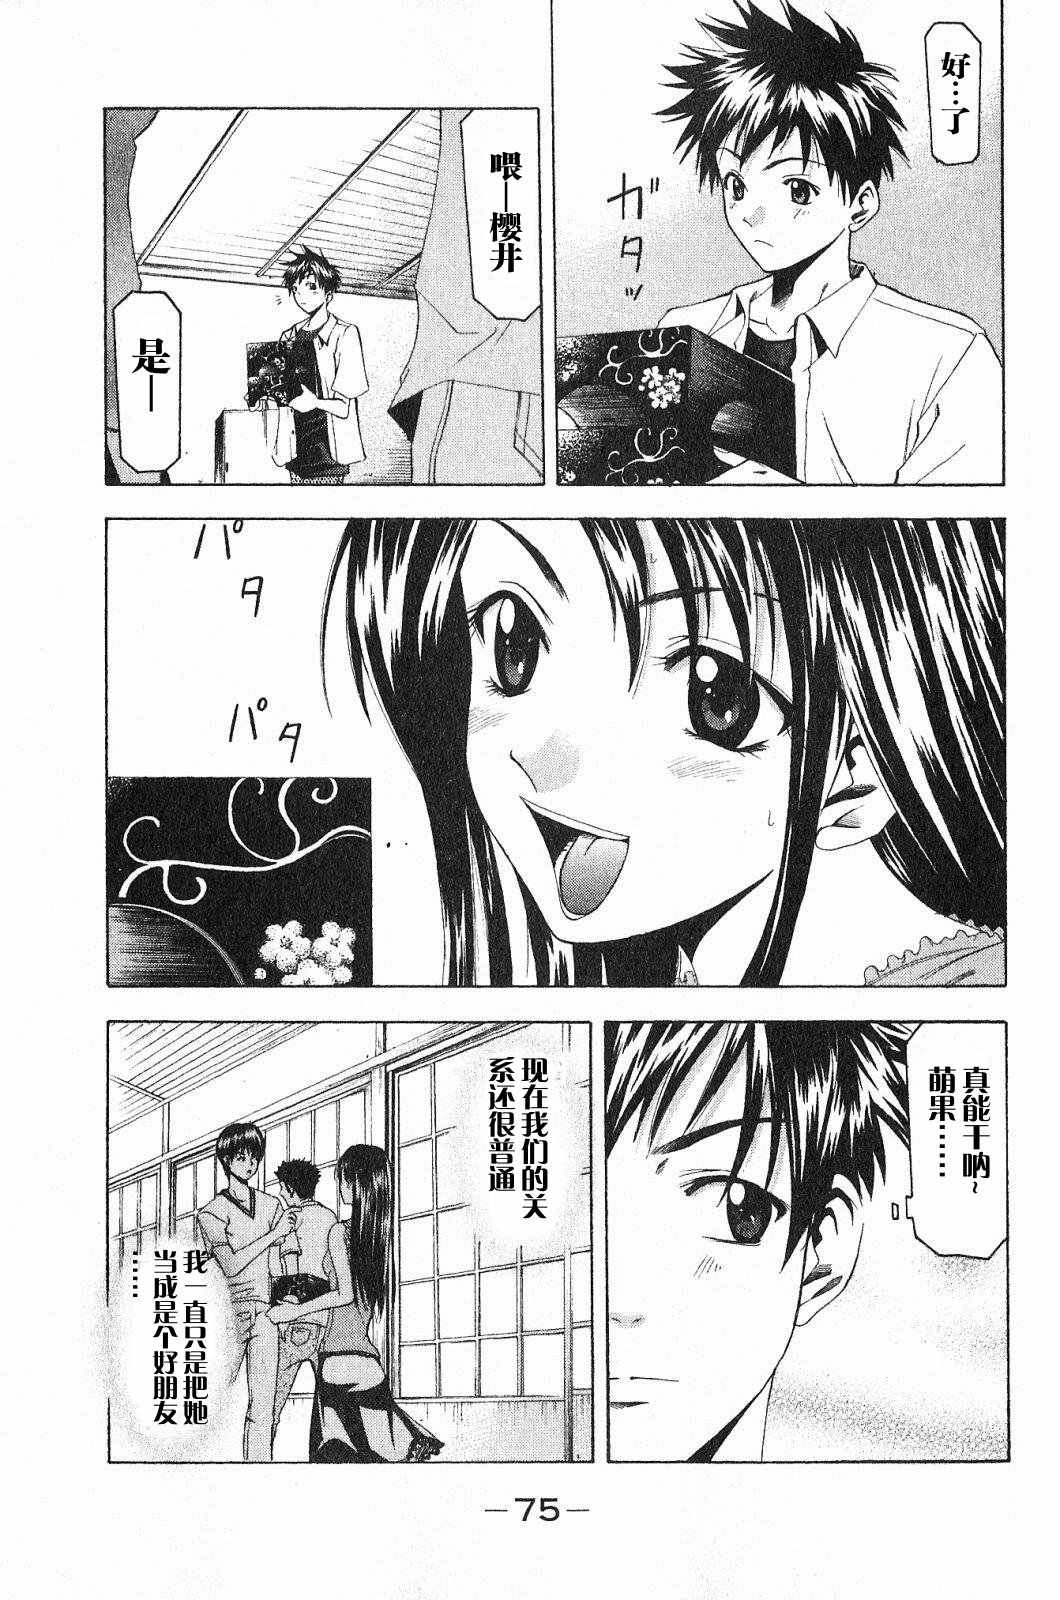 好…了
ガタッ
喂—樱井
是—
パタ
パタ
真能干呐~
萌果……
现在我们的关
系还很普通
我一直只是把她
当成是个好朋友
……
—75—